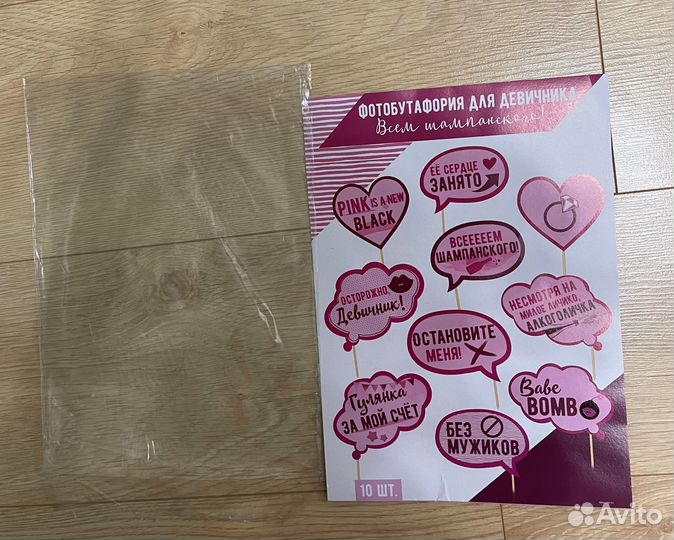 ФОТОБУТАФОРИЯ ДЛЯ ДЕВИЧНИКА
Всем шампанского!
ЕЁ СЕРДЦЕ
ЗАНЯТО
PINK IS A NEW
BLACK
ВСЕЕЕЕЕМ
ШАМПАНСКОГО!
ОСТОРОЖНО,
Девичник!
НЕСМОТРЯ НА
МИЛОЕ ЛИЧИКО,
АЛКОГОЛИЧКА
ОСТАНОВИТЕ
МЕНЯ!
Гулянка
ЗА МОЙ СЧЁТ
Babe
BOMB
БЕЗ
МУЖИКОВ
10 ШТ.
Avito